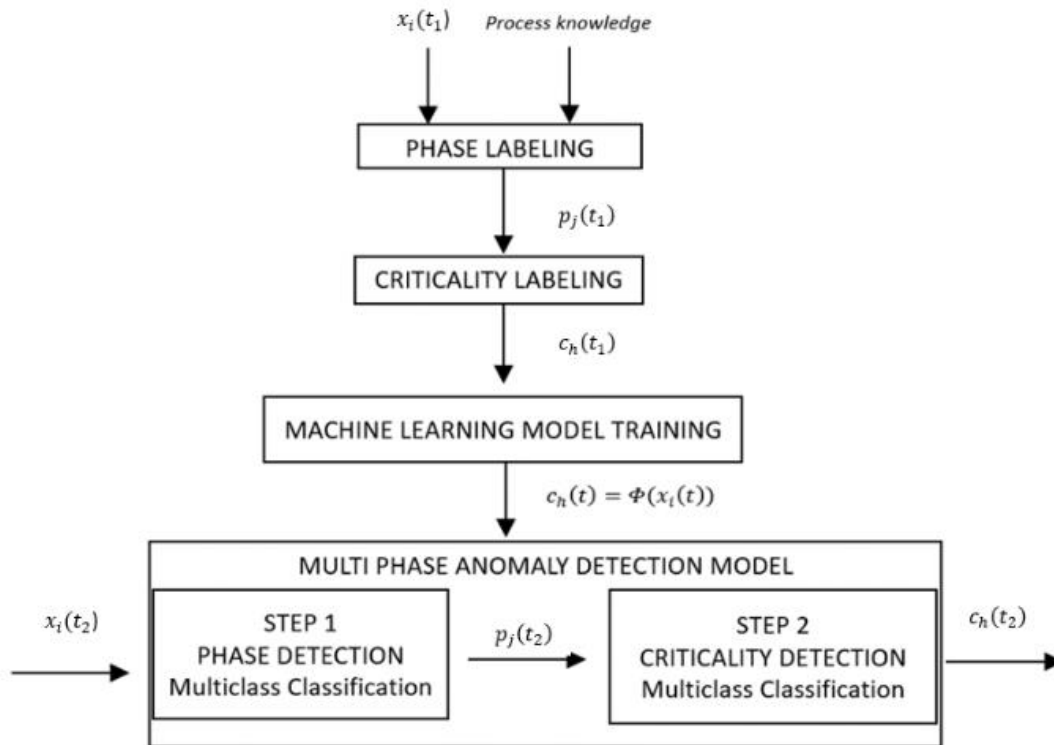 x_i(t_1) Process knowledge
PHASE LABELING
p_j(t_1)
CRITICALITY LABELING
c_h(t_1)
MACHINE LEARNING MODEL TRAINING
c_h(t) = Φ(x_i(t))
MULTI PHASE ANOMALY DETECTION MODEL
x_i(t_2)
STEP 1
PHASE DETECTION
Multiclass Classification
p_j(t_2)
STEP 2
CRITICALITY DETECTION
Multiclass Classification
c_h(t_2)